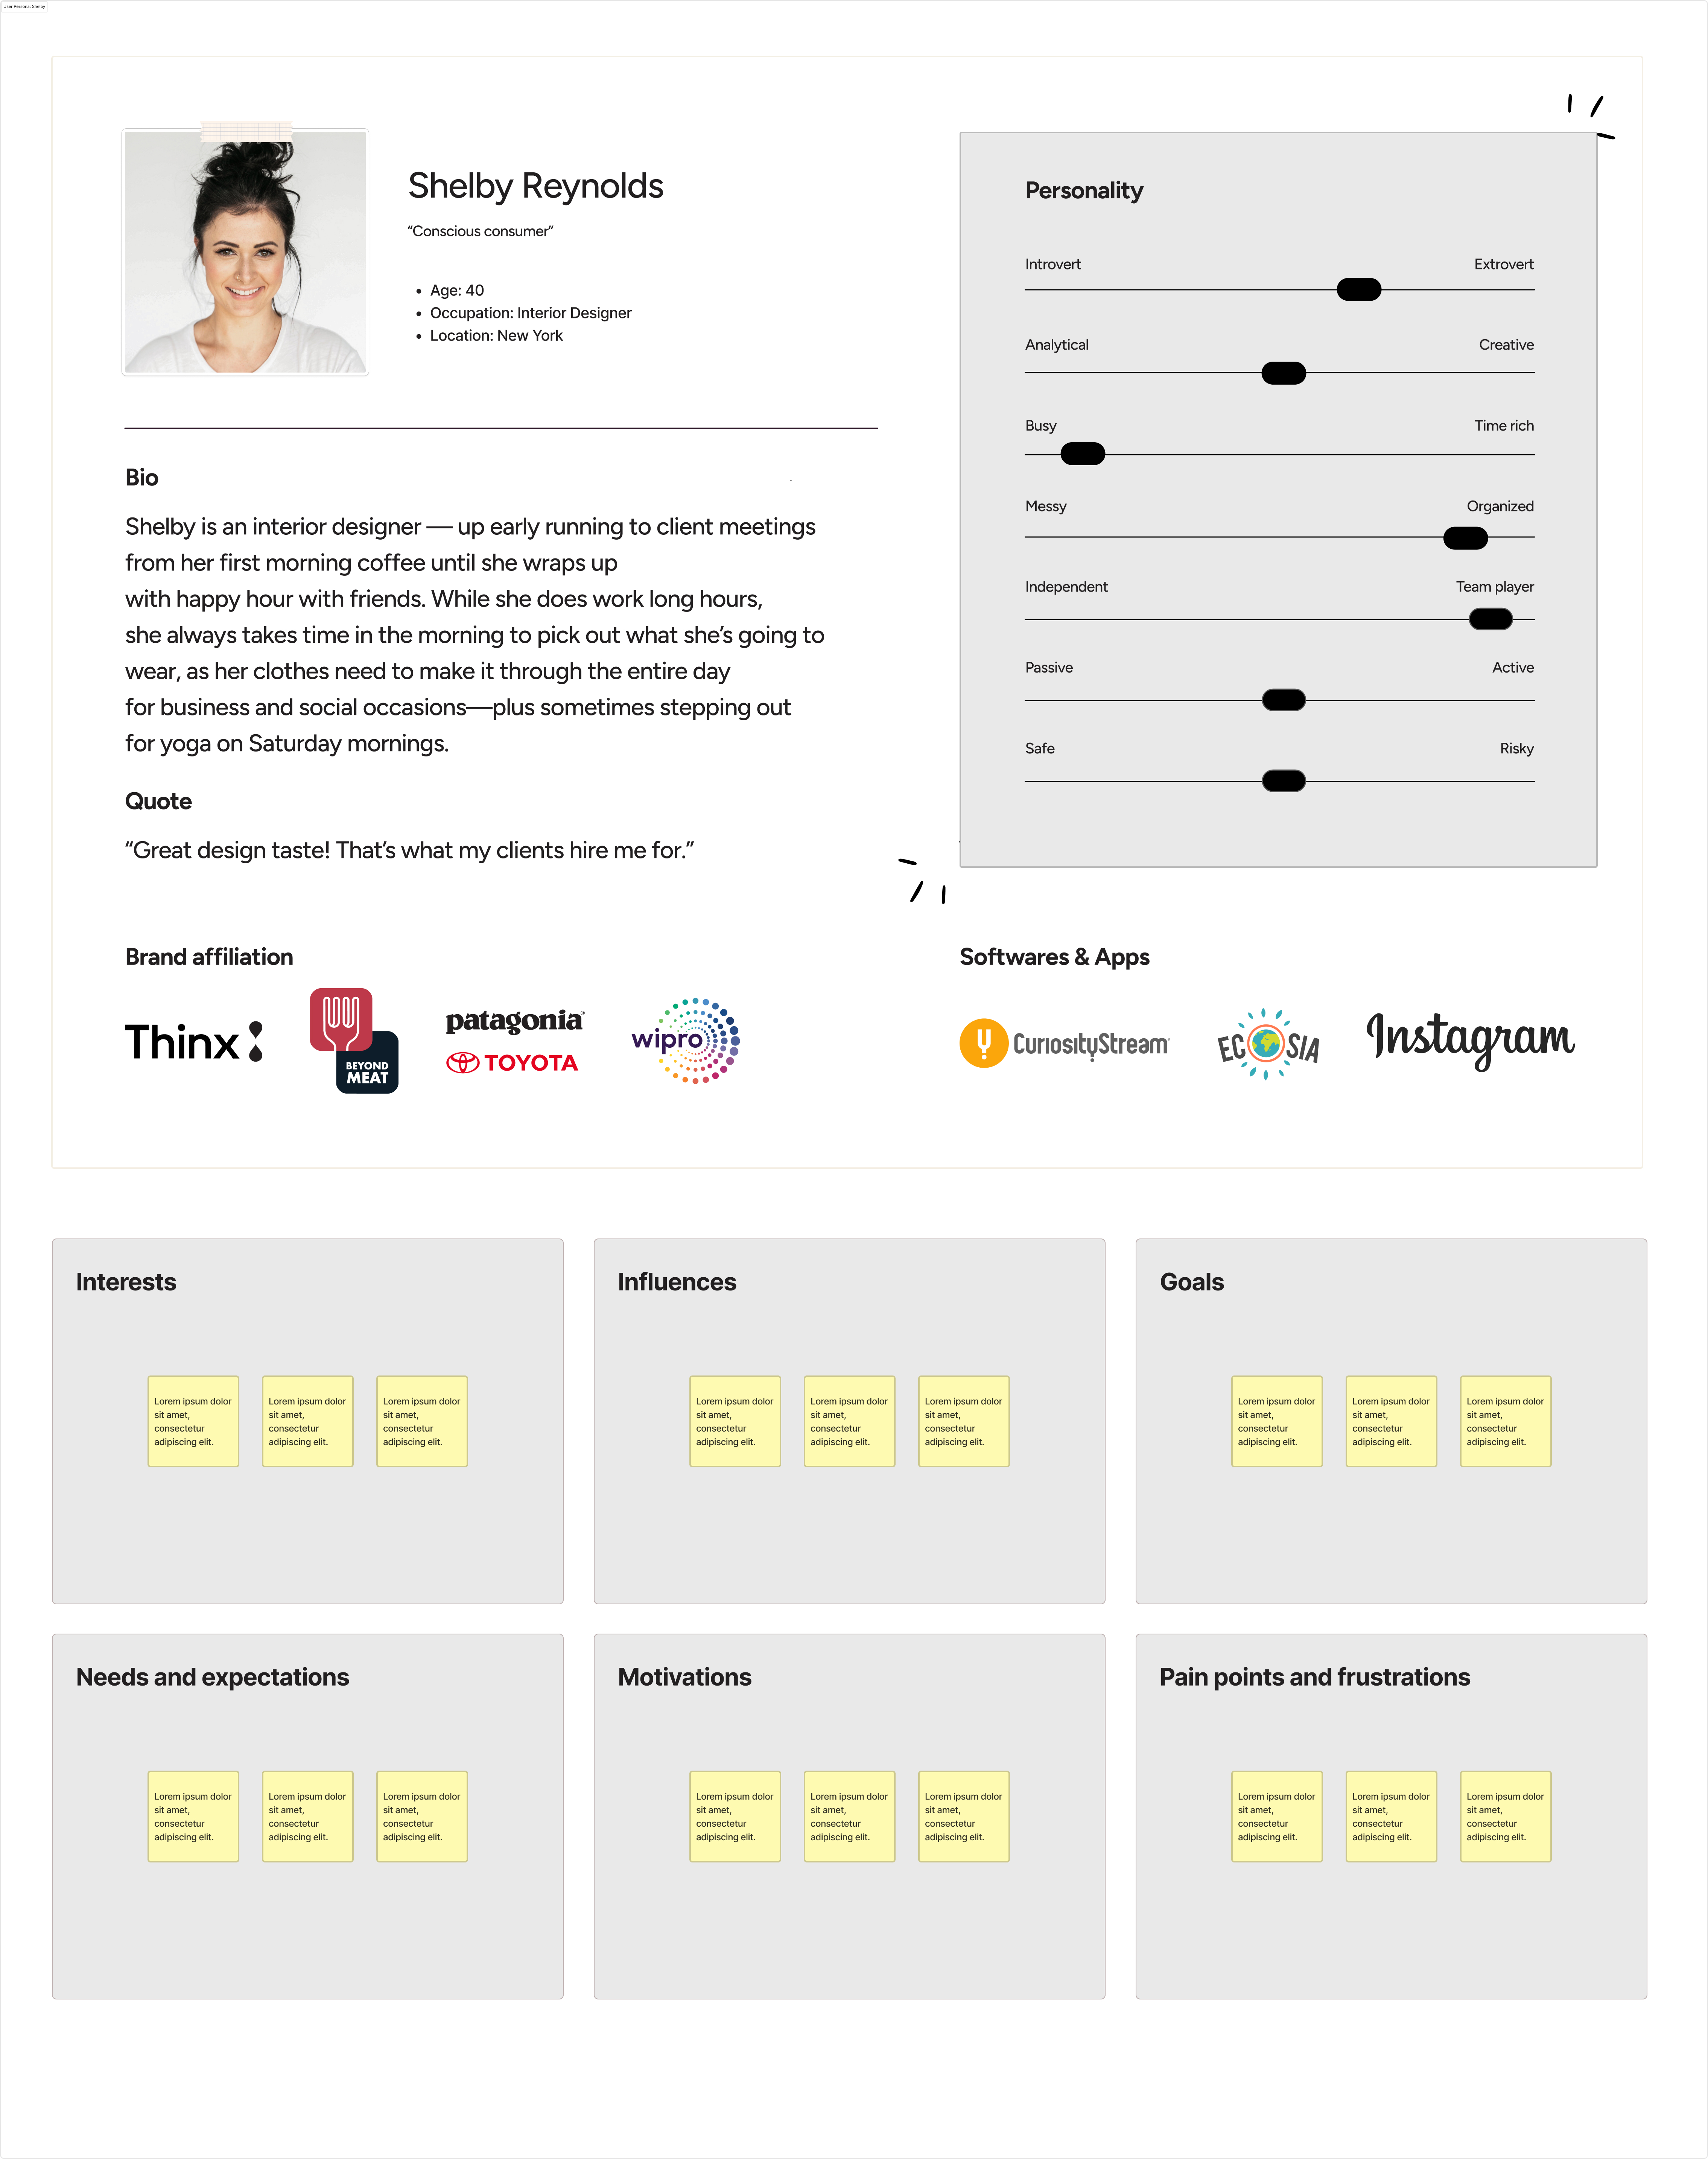 User Persona: Shelby
Shelby Reynolds
“Conscious consumer”
Age: 40
Occupation: Interior Designer
Location: New York
Bio
Shelby is an interior designer — up early running to client meetings
from her first morning coffee until she wraps up
with happy hour with friends. While she does work long hours,
she always takes time in the morning to pick out what she’s going to
wear, as her clothes need to make it through the entire day
for business and social occasions—plus sometimes stepping out
for yoga on Saturday mornings.
Quote
“Great design taste! That’s what my clients hire me for.”
Personality
Introvert Extrovert
Analytical Creative
Busy Time rich
Messy Organized
Independent Team player
Passive Active
Safe Risky
Brand affiliation
Thinx
BEYOND
MEAT
patagonia®
TOYOTA
wipro
Softwares & Apps
CuriosityStream
ECOSIA
Instagram
Interests
Lorem ipsum dolor
sit amet,
consectetur
adipiscing elit.
Lorem ipsum dolor
sit amet,
consectetur
adipiscing elit.
Lorem ipsum dolor
sit amet,
consectetur
adipiscing elit.
Influences
Lorem ipsum dolor
sit amet,
consectetur
adipiscing elit.
Lorem ipsum dolor
sit amet,
consectetur
adipiscing elit.
Lorem ipsum dolor
sit amet,
consectetur
adipiscing elit.
Goals
Lorem ipsum dolor
sit amet,
consectetur
adipiscing elit.
Lorem ipsum dolor
sit amet,
consectetur
adipiscing elit.
Lorem ipsum dolor
sit amet,
consectetur
adipiscing elit.
Needs and expectations
Lorem ipsum dolor
sit amet,
consectetur
adipiscing elit.
Lorem ipsum dolor
sit amet,
consectetur
adipiscing elit.
Lorem ipsum dolor
sit amet,
consectetur
adipiscing elit.
Motivations
Lorem ipsum dolor
sit amet,
consectetur
adipiscing elit.
Lorem ipsum dolor
sit amet,
consectetur
adipiscing elit.
Lorem ipsum dolor
sit amet,
consectetur
adipiscing elit.
Pain points and frustrations
Lorem ipsum dolor
sit amet,
consectetur
adipiscing elit.
Lorem ipsum dolor
sit amet,
consectetur
adipiscing elit.
Lorem ipsum dolor
sit amet,
consectetur
adipiscing elit.